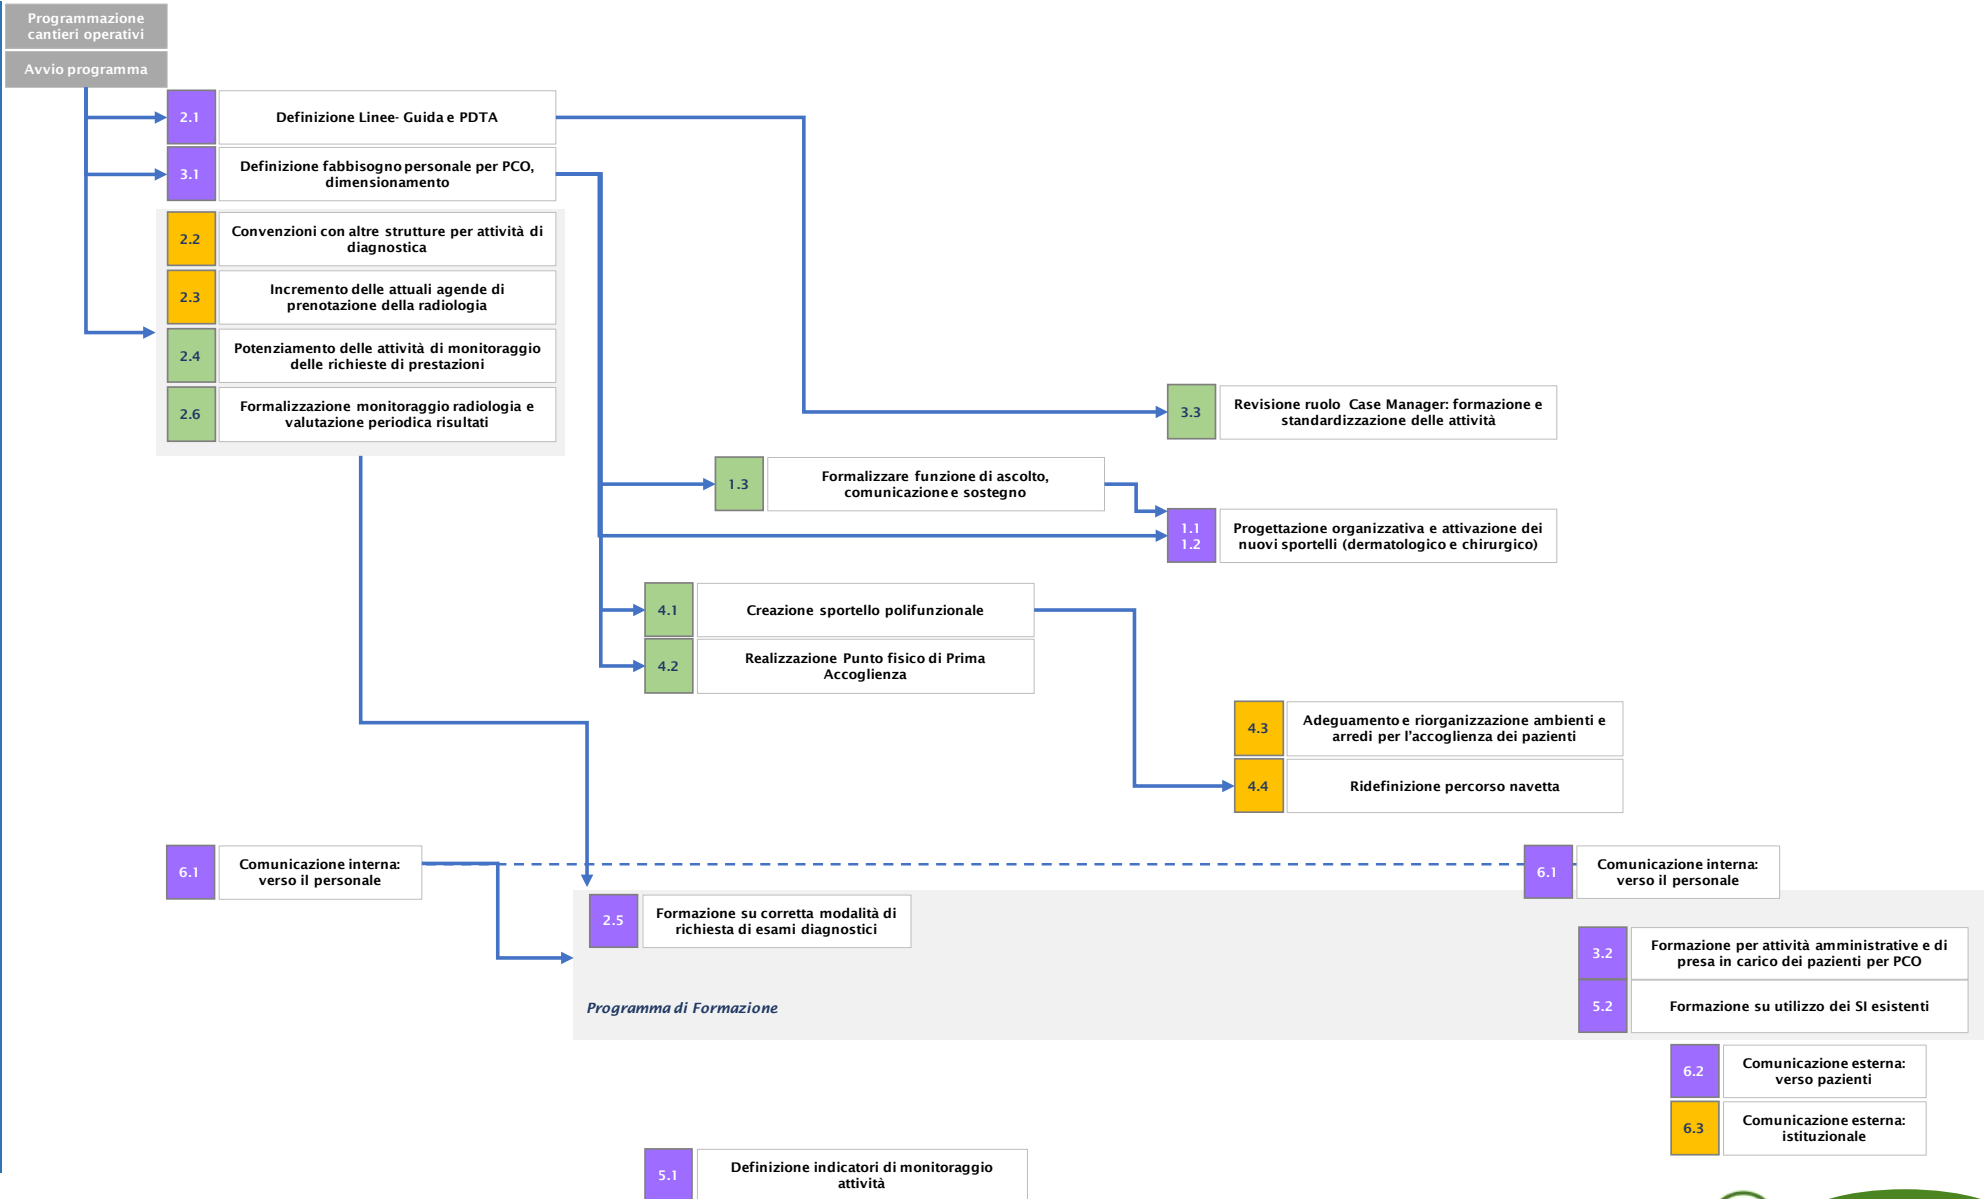 Programmazione
cantieri operativi
Avvio programma
2.1
Definizione Linee- Guida e PDTA
3.1
Definizione fabbisogno personale per PCO,
dimensionamento
2.2
Convenzioni con altre strutture per attività di
diagnostica
2.3
Incremento delle attuali agende di
prenotazione della radiologia
2.4
Potenziamento delle attività di monitoraggio
delle richieste di prestazioni
2.6
Formalizzazione monitoraggio radiologia e
valutazione periodica risultati
3.3
Revisione ruolo Case Manager: formazione e
standardizzazione delle attività
1.3
Formalizzare funzione di ascolto,
comunicazione e sostegno
1.1
1.2
Progettazione organizzativa e attivazione dei
nuovi sportelli (dermatologico e chirurgico)
4.1
Creazione sportello polifunzionale
4.2
Realizzazione Punto fisico di Prima
Accoglienza
4.3
Adeguamento e riorganizzazione ambienti e
arredi per l'accoglienza dei pazienti
4.4
Ridefinizione percorso navetta
6.1
Comunicazione interna:
verso il personale
6.1
Comunicazione interna:
verso il personale
2.5
Formazione su corretta modalità di
richiesta di esami diagnostici
3.2
Formazione per attività amministrative e di
presa in carico dei pazienti per PCO
5.2
Formazione su utilizzo dei SI esistenti
Programma di Formazione
6.2
Comunicazione esterna:
verso pazienti
6.3
Comunicazione esterna:
istituzionale
5.1
Definizione indicatori di monitoraggio
attività